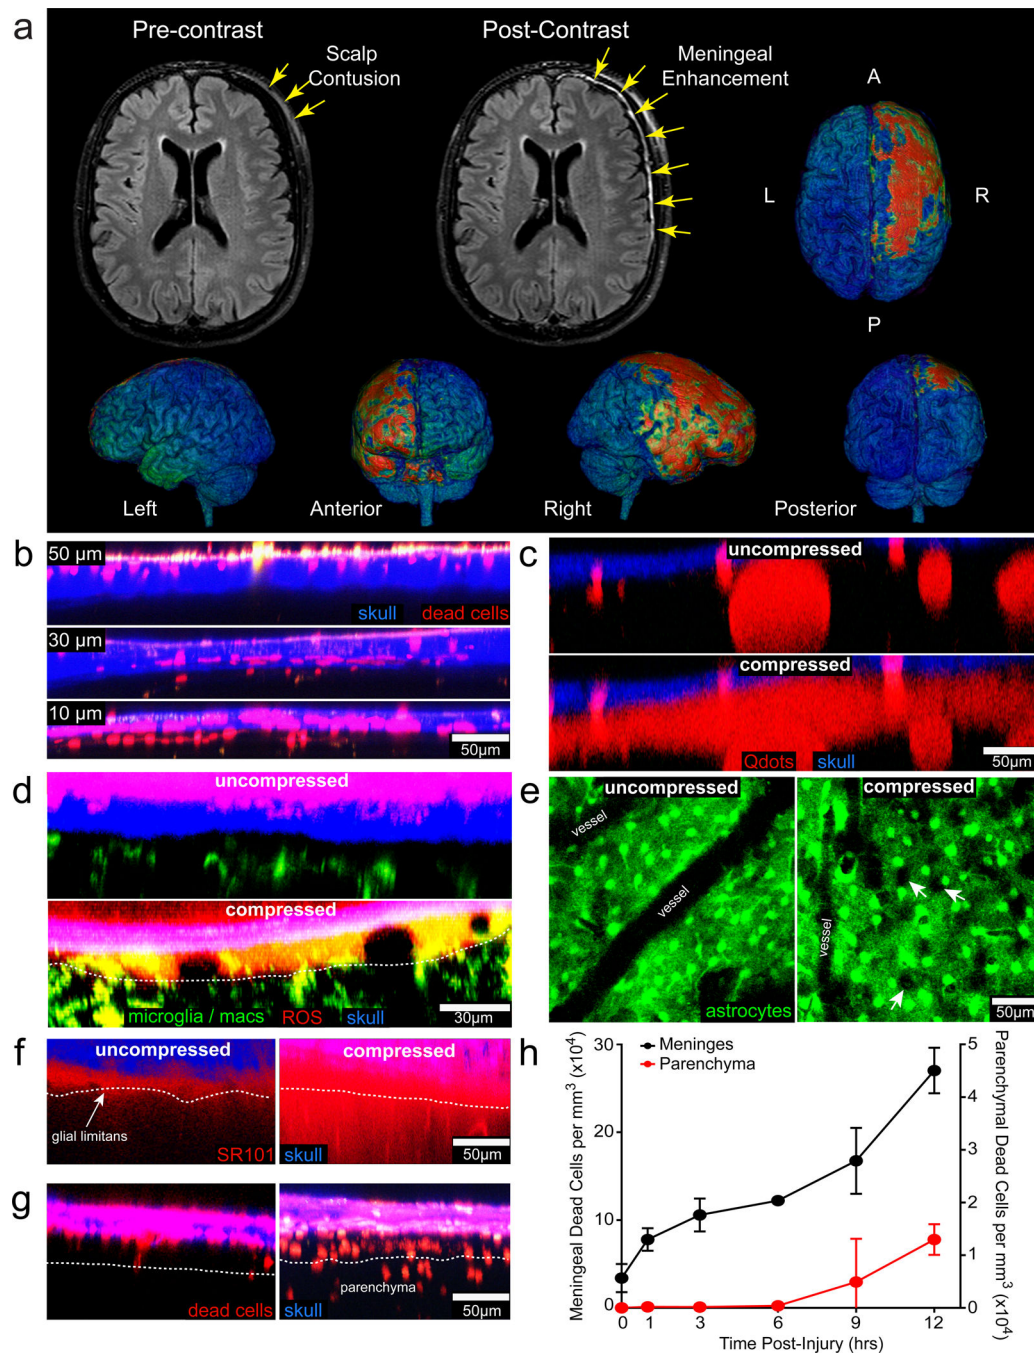 a
Pre-contrast
Scalp
Contusion
Post-Contrast
Meningeal
Enhancement
A
L
R
P
Left
Anterior
Right
Posterior
b
50 µm
skull
dead cells
30 µm
10 µm
50µm
c
uncompressed
compressed
Qdots
skull
50µm
d
uncompressed
compressed
microglia / macs
ROS
skull
30µm
e
uncompressed
vessel
vessel
astrocytes
compressed
vessel
50µm
f
uncompressed
glial limitans
SR101
compressed
skull
50µm
g
dead cells
parenchyma
skull
50µm
h
Meninges
Parenchyma
Meningeal Dead Cells per mm³ (x10⁴)
30
20
10
0
Parenchymal Dead Cells per mm³ (x10⁴)
5
4
3
2
1
0
0 1 3 6 9 12
Time Post-Injury (hrs)